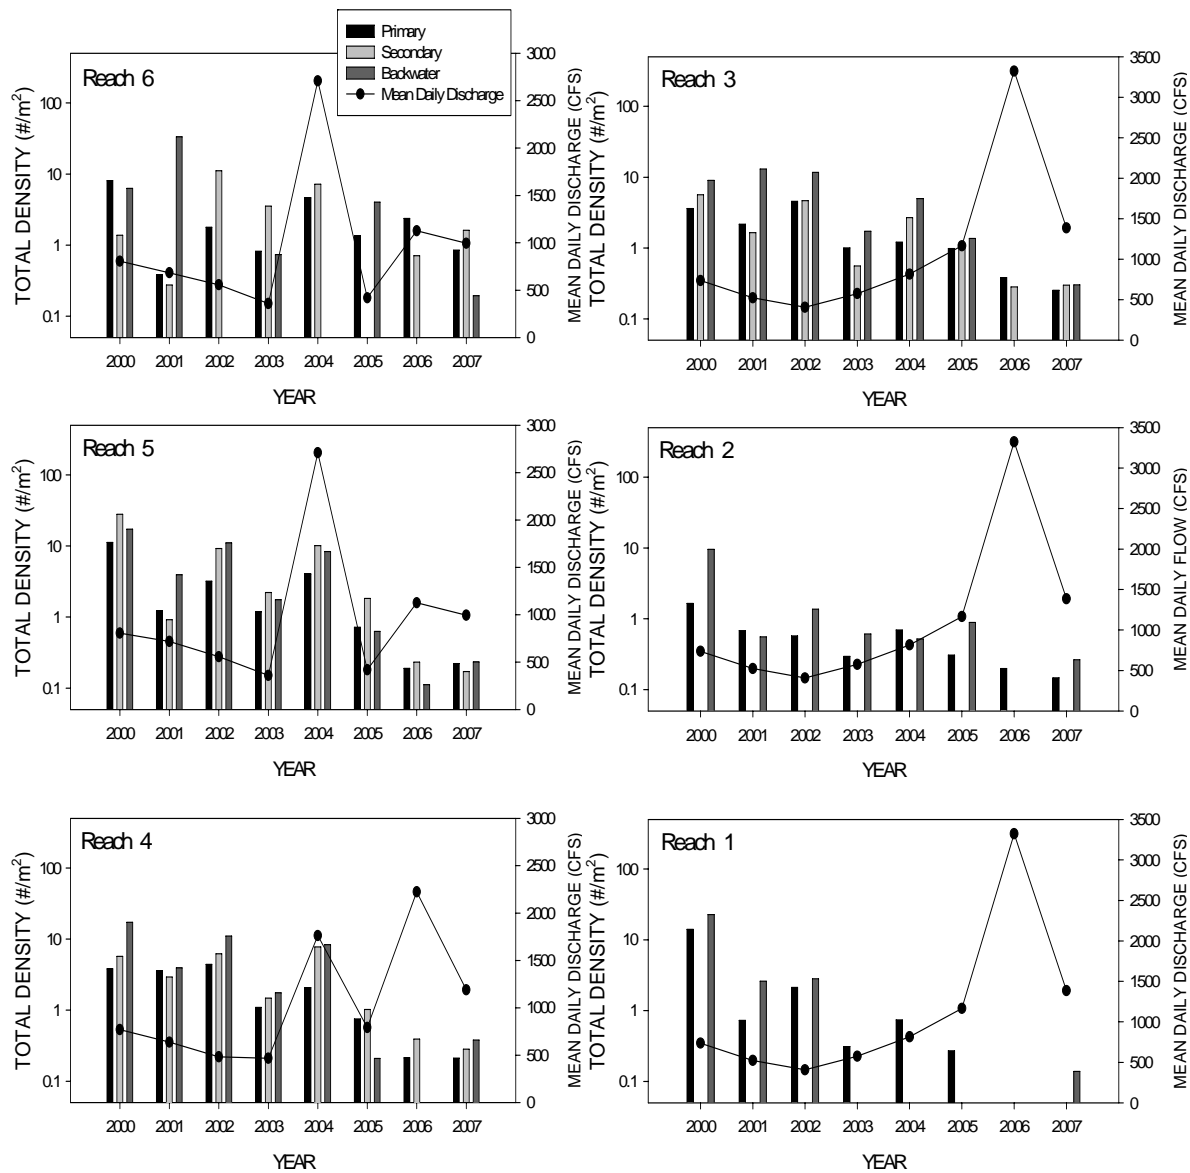 Primary
Secondary
Backwater
Mean Daily Discharge
Reach 6
TOTAL DENSITY (#/m²)
100
10
1
0.1
3000
2500
2000
1500
1000
500
0
MEAN DAILY DISCHARGE (CFS)
2000 2001 2002 2003 2004 2005 2006 2007
YEAR
Reach 3
TOTAL DENSITY (#/m²)
100
10
1
0.1
3500
3000
2500
2000
1500
1000
500
0
MEAN DAILY DISCHARGE (CFS)
2000 2001 2002 2003 2004 2005 2006 2007
YEAR
Reach 5
TOTAL DENSITY (#/m²)
100
10
1
0.1
3000
2500
2000
1500
1000
500
0
MEAN DAILY DISCHARGE (CFS)
2000 2001 2002 2003 2004 2005 2006 2007
YEAR
Reach 2
TOTAL DENSITY (#/m²)
100
10
1
0.1
3500
3000
2500
2000
1500
1000
500
0
MEAN DAILY FLOW (CFS)
2000 2001 2002 2003 2004 2005 2006 2007
YEAR
Reach 4
TOTAL DENSITY (#/m²)
100
10
1
0.1
3000
2500
2000
1500
1000
500
0
MEAN DAILY DISCHARGE (CFS)
2000 2001 2002 2003 2004 2005 2006 2007
YEAR
Reach 1
TOTAL DENSITY (#/m²)
100
10
1
0.1
3500
3000
2500
2000
1500
1000
500
0
MEAN DAILY DISCHARGE (CFS)
2000 2001 2002 2003 2004 2005 2006 2007
YEAR